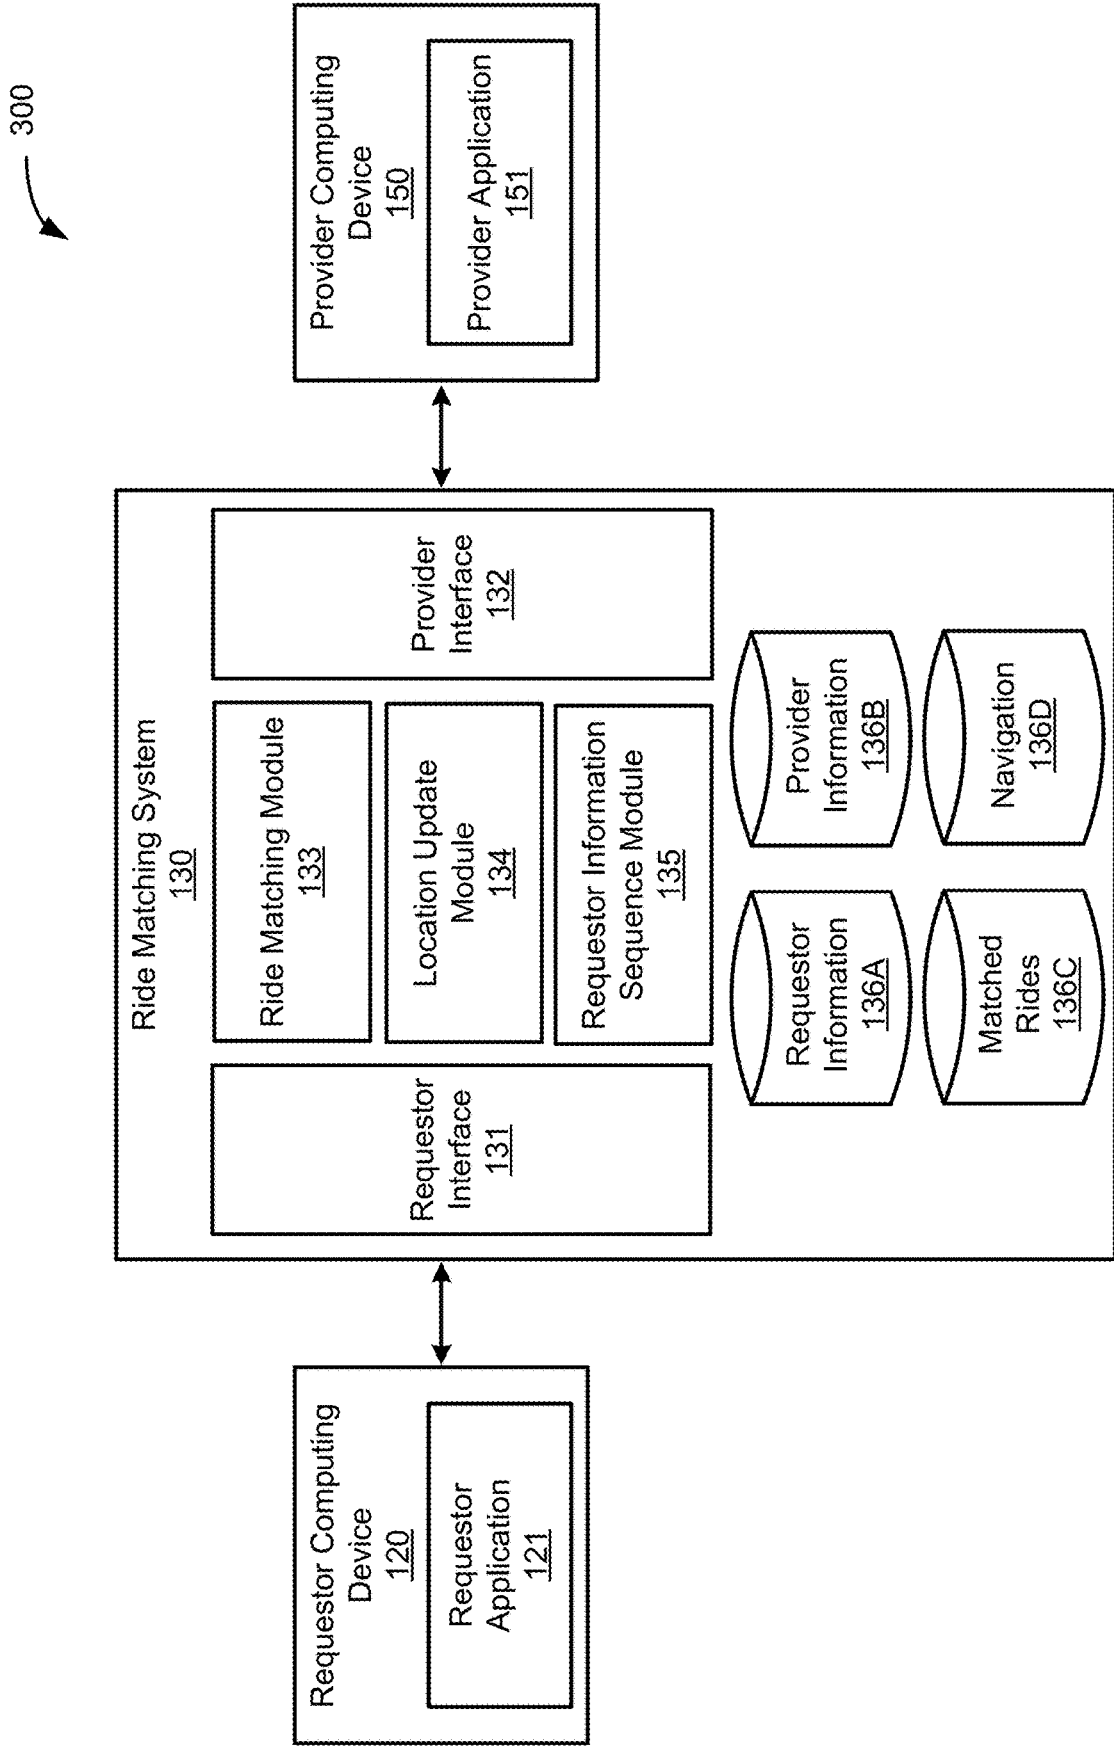 300
Requestor Computing
Device
120
Requestor
Application
121
Ride Matching System
130
Requestor
Interface
131
Ride Matching Module
133
Location Update
Module
134
Requestor Information
Sequence Module
135
Provider
Interface
132
Requestor
Information
136A
Provider
Information
136B
Matched
Rides
136C
Navigation
136D
Provider Computing
Device
150
Provider Application
151